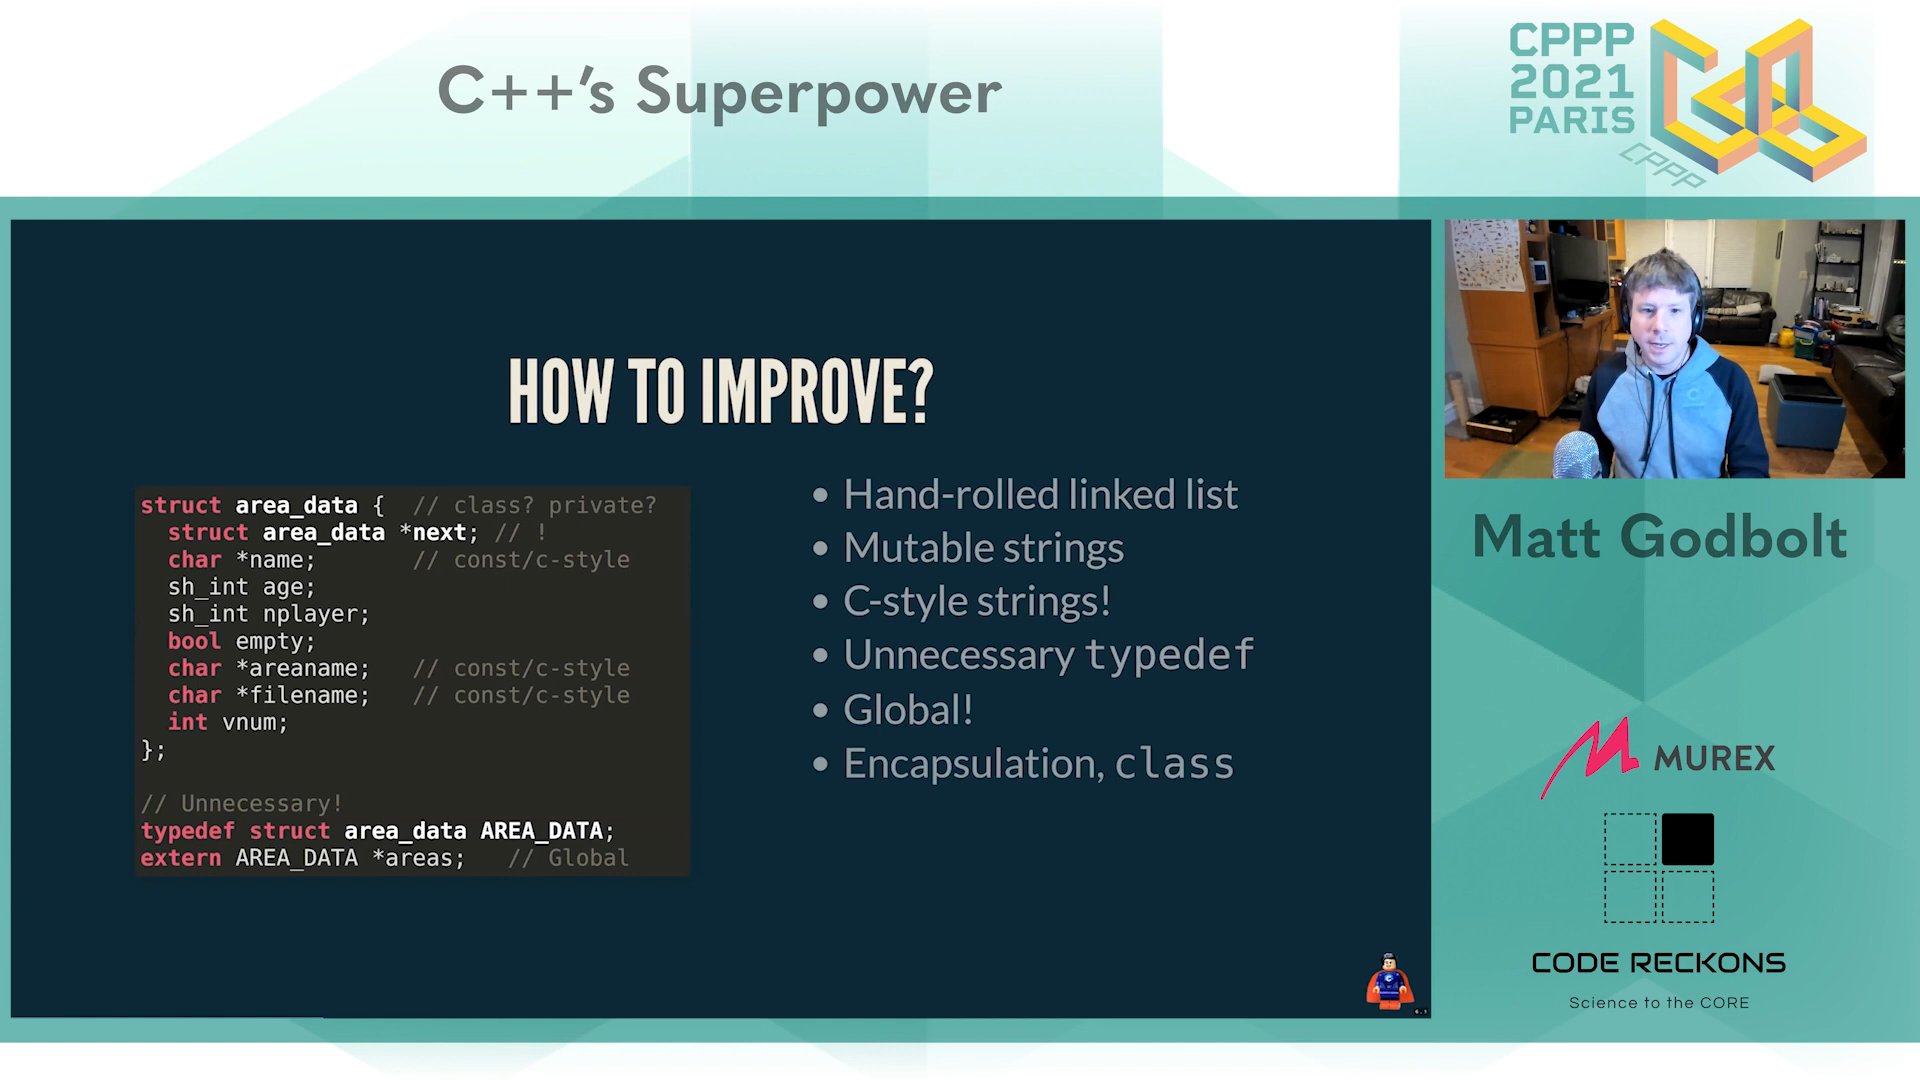 C++'s Superpower
CPPP
2021
PARIS
CPPP
HOW TO IMPROVE?
struct area_data {  // class? private?
  struct area_data *next; // !
  char *name;       // const/c-style
  sh_int age;
  sh_int nplayer;
  bool empty;
  char *areaname;   // const/c-style
  char *filename;   // const/c-style
  int vnum;
};
// Unnecessary!
typedef struct area_data AREA_DATA;
extern AREA_DATA *areas;   // Global
• Hand-rolled linked list
• Mutable strings
• C-style strings!
• Unnecessary typedef
• Global!
• Encapsulation, class
Matt Godbolt
MUREX
CODE RECKONS
Science to the CORE